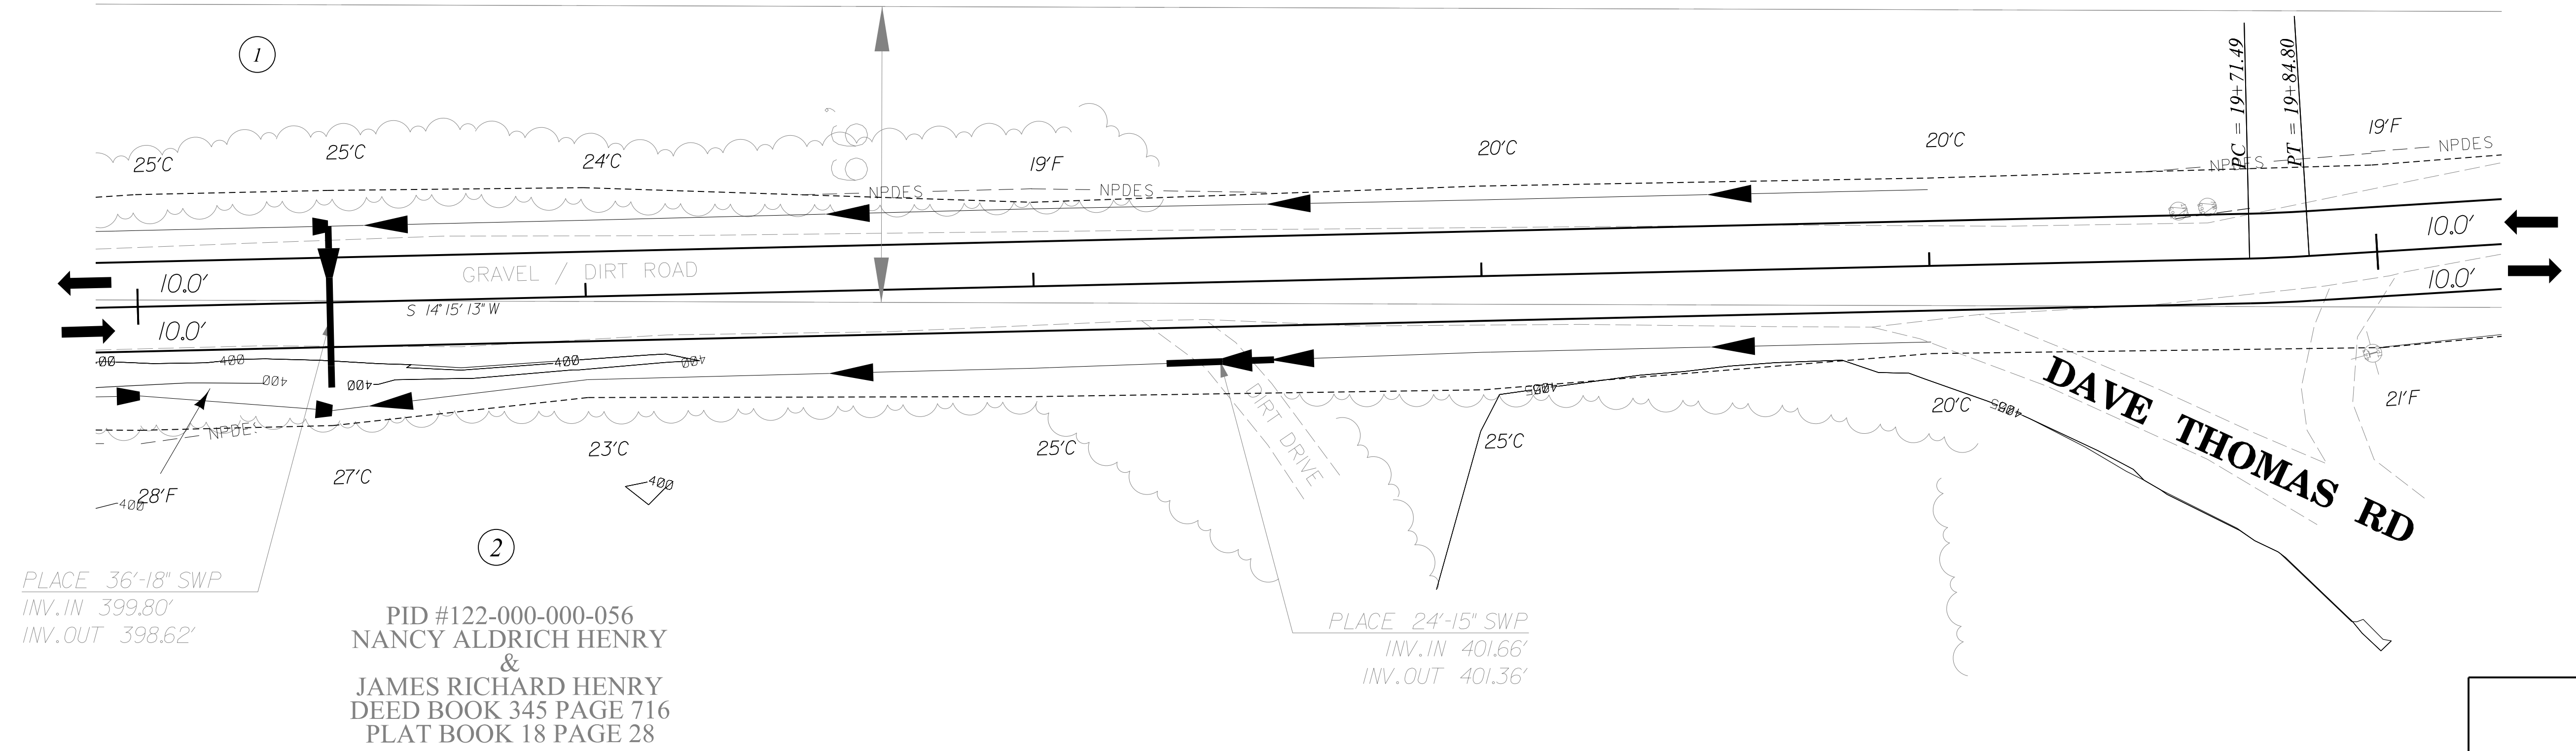 1
PC = 19+71.49
PT = 19+84.80
25'C
25'C
24'C
19'F
20'C
20'C
19'F
NPDES
NPDES
NPDES
NPDES
10.0'
10.0'
GRAVEL / DIRT ROAD
S 14°15'13" W
10.0'
10.0'
400
400
400
400
400
405
405
DIRT DRIVE
DAVE THOMAS RD
20'C
21'F
23'C
25'C
25'C
27'C
28'F
400
400
2
PLACE 36'-18" SWP
INV.IN 399.80'
INV.OUT 398.62'
PLACE 24'-15" SWP
INV.IN 401.66'
INV.OUT 401.36'
PID #122-000-000-056
NANCY ALDRICH HENRY
&
JAMES RICHARD HENRY
DEED BOOK 345 PAGE 716
PLAT BOOK 18 PAGE 28